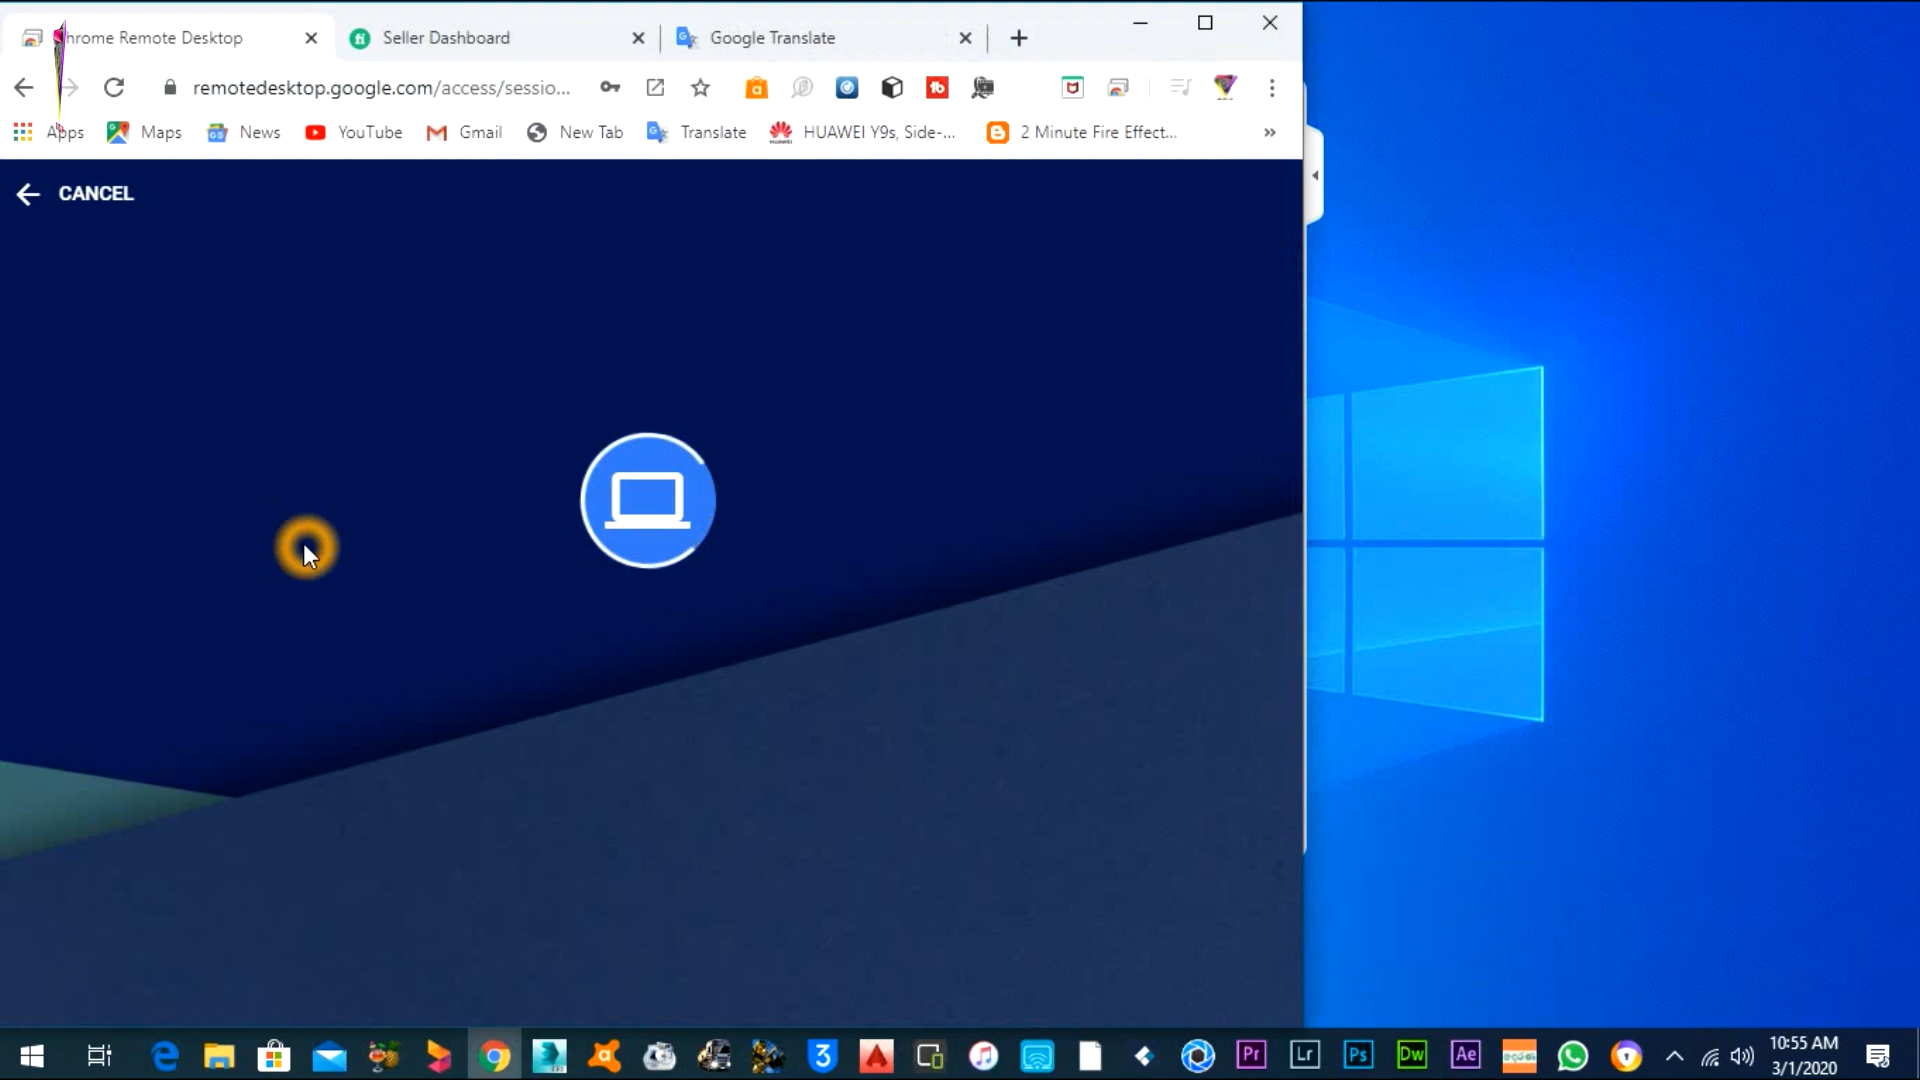 hrome Remote Desktop
Seller Dashboard
Google Translate
remotedesktop.google.com/access/sessio...
Apps Maps News YouTube Gmail New Tab Translate HUAWEI Y9s, Side-... 2 Minute Fire Effect... »
CANCEL
10:55 AM
3/1/2020
Pr Lr Ps Dw Ae